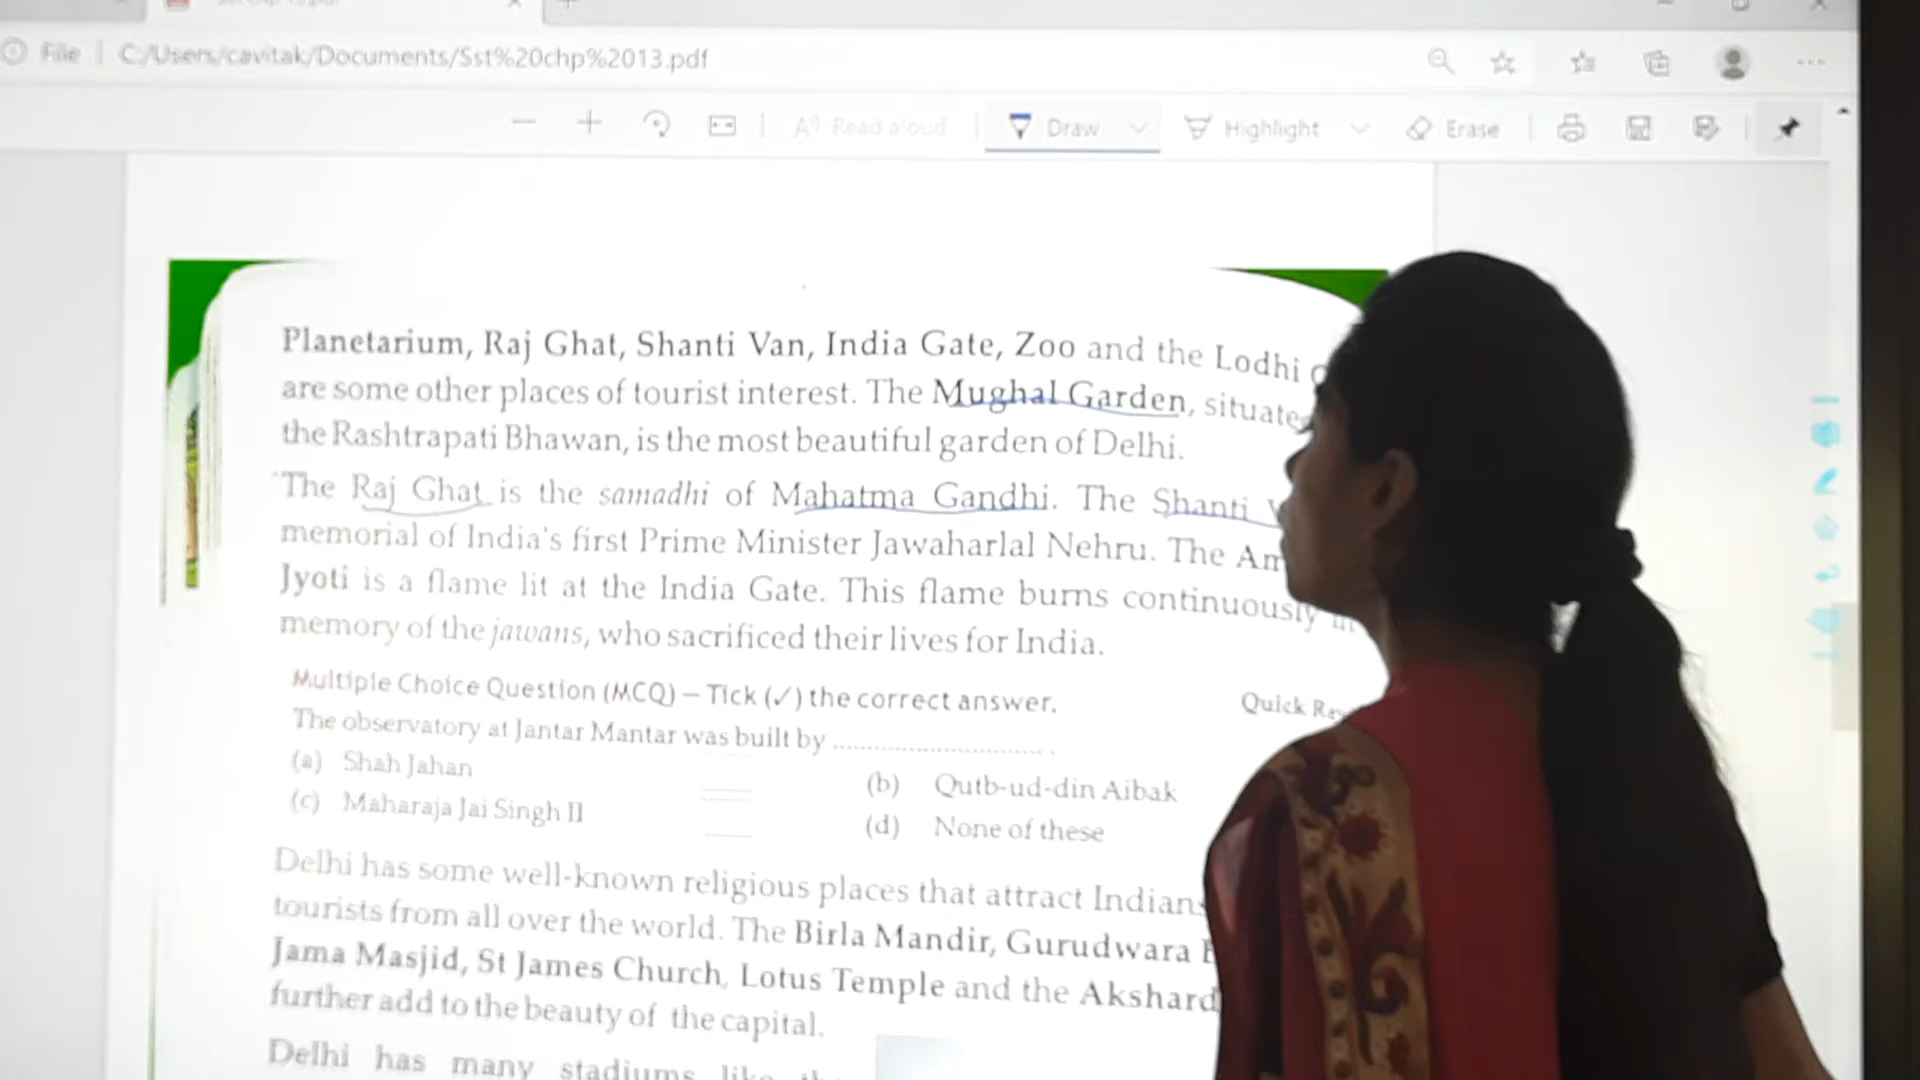 File | C:/Users/cavitak/Documents/Sst%20chp%2013.pdf
Read aloud Draw Highlight Erase
Planetarium, Raj Ghat, Shanti Van, India Gate, Zoo and the Lodhi
are some other places of tourist interest. The Mughal Garden,
the Rashtrapati Bhawan, is the most beautiful garden of Delhi.
The Raj Ghat is the samadhi of Mahatma Gandhi. The Shanti
memorial of India's first Prime Minister Jawaharlal Nehru. The
Jyoti is a flame lit at the India Gate. This flame burns continuously
memory of the jawans, who sacrificed their lives for India.
Multiple Choice Question (MCQ) – Tick (✓) the correct answer.
Quick
The observatory at Jantar Mantar was built by ............................ .
(a) Shah Jahan
(b) Qutb-ud-din Aibak
(c) Maharaja Jai Singh II
(d) None of these
Delhi has some well-known religious places that attract Indians
tourists from all over the world. The Birla Mandir, Gurudwara
Jama Masjid, St James Church, Lotus Temple and the
further add to the beauty of the capital.
Delhi has many stadiums like